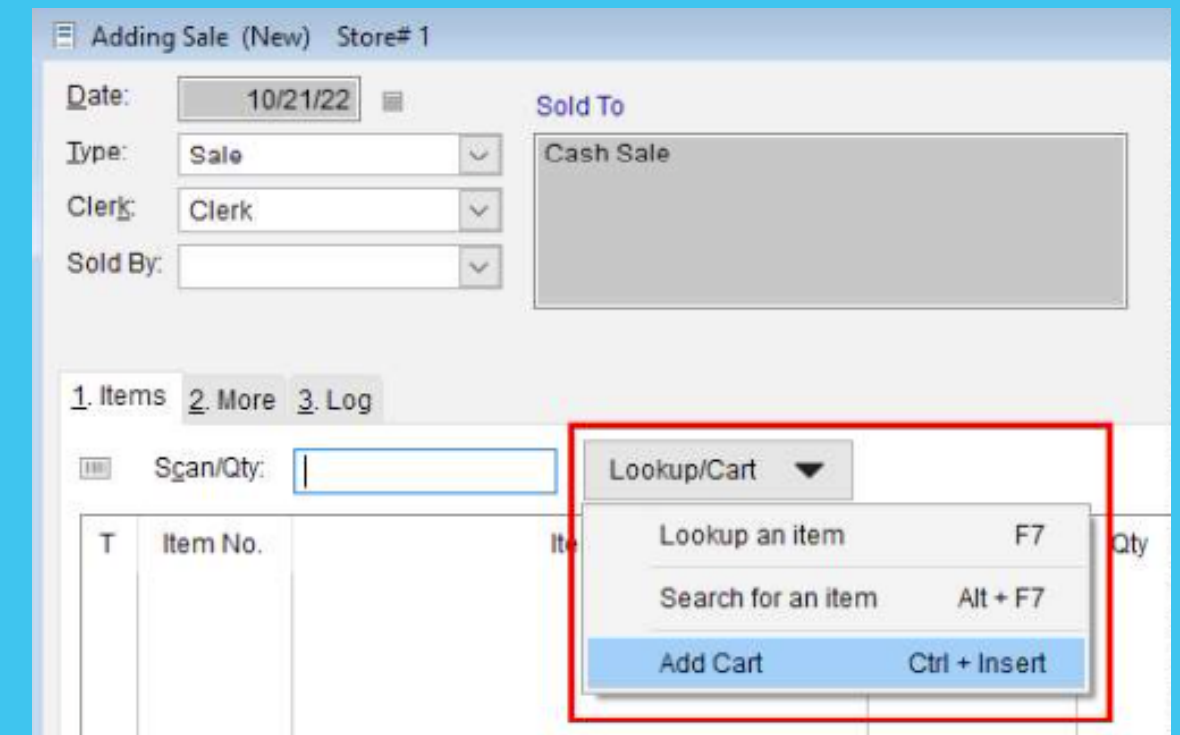 Adding Sale (New) Store# 1
Date: 10/21/22
Sold To
Type: Sale
Cash Sale
Clerk: Clerk
Sold By:
1. Items 2. More 3. Log
Scan/Qty: Lookup/Cart
T Item No. Qty
Lookup an item F7
Search for an item Alt + F7
Add Cart Ctrl + Insert